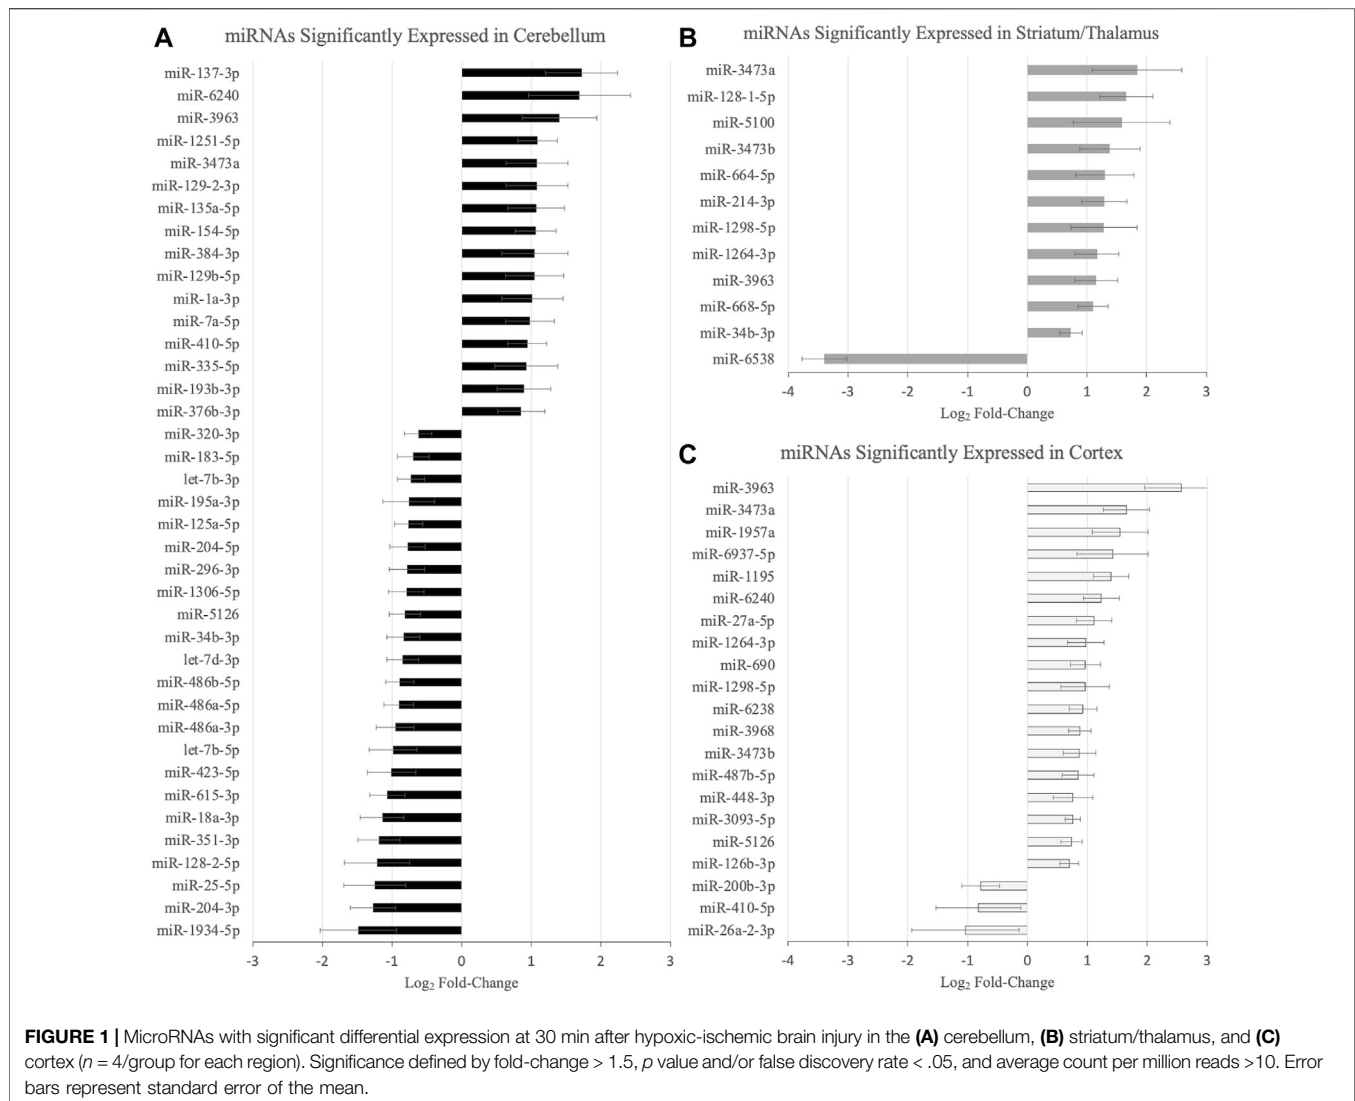 A
miRNAs Significantly Expressed in Cerebellum
miR-137-3p
miR-6240
miR-3963
miR-1251-5p
miR-3473a
miR-129-2-3p
miR-135a-5p
miR-154-5p
miR-384-3p
miR-129b-5p
miR-1a-3p
miR-7a-5p
miR-410-5p
miR-335-5p
miR-193b-3p
miR-376b-3p
miR-320-3p
miR-183-5p
let-7b-3p
miR-195a-3p
miR-125a-5p
miR-204-5p
miR-296-3p
miR-1306-5p
miR-5126
miR-34b-3p
let-7d-3p
miR-486b-5p
miR-486a-5p
miR-486a-3p
let-7b-5p
miR-423-5p
miR-615-3p
miR-18a-3p
miR-351-3p
miR-128-2-5p
miR-25-5p
miR-204-3p
miR-1934-5p
-3 -2 -1 0 1 2 3
Log2 Fold-Change
B
miRNAs Significantly Expressed in Striatum/Thalamus
miR-3473a
miR-128-1-5p
miR-5100
miR-3473b
miR-664-5p
miR-214-3p
miR-1298-5p
miR-1264-3p
miR-3963
miR-668-5p
miR-34b-3p
miR-6538
-4 -3 -2 -1 0 1 2 3
Log2 Fold-Change
C
miRNAs Significantly Expressed in Cortex
miR-3963
miR-3473a
miR-1957a
miR-6937-5p
miR-1195
miR-6240
miR-27a-5p
miR-1264-3p
miR-690
miR-1298-5p
miR-6238
miR-3968
miR-3473b
miR-487b-5p
miR-448-3p
miR-3093-5p
miR-5126
miR-126b-3p
miR-200b-3p
miR-410-5p
miR-26a-2-3p
-4 -3 -2 -1 0 1 2 3
Log2 Fold-Change
FIGURE 1 | MicroRNAs with significant differential expression at 30 min after hypoxic-ischemic brain injury in the (A) cerebellum, (B) striatum/thalamus, and (C)
cortex (n = 4/group for each region). Significance defined by fold-change > 1.5, p value and/or false discovery rate < .05, and average count per million reads >10. Error
bars represent standard error of the mean.